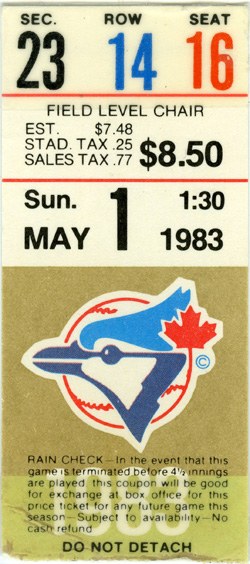 SEC. ROW SEAT
23 14 16
FIELD LEVEL CHAIR
EST. $7.48
STAD. TAX .25
SALES TAX .77 $8.50
Sun. 1 1:30
MAY 1983
©
RAIN CHECK—In the event that this
game is terminated before 4½ innings
are played, this coupon will be good
for exchange at box office for this
price ticket for any future game this
season—Subject to availability—No
cash refund.
DO NOT DETACH